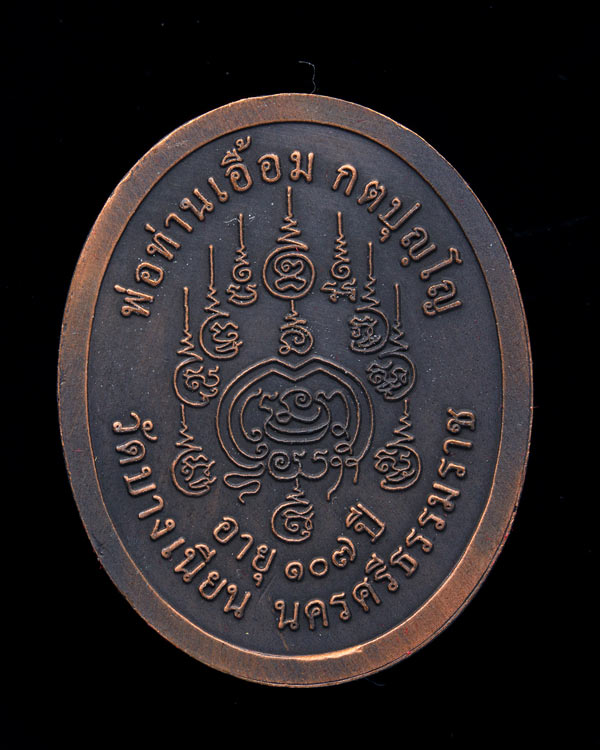 พ่อท่านเอื้อม กตปุญฺโญ
อายุ ๑๐๗ ปี
วัดบางเนียน นครศรีธรรมราช